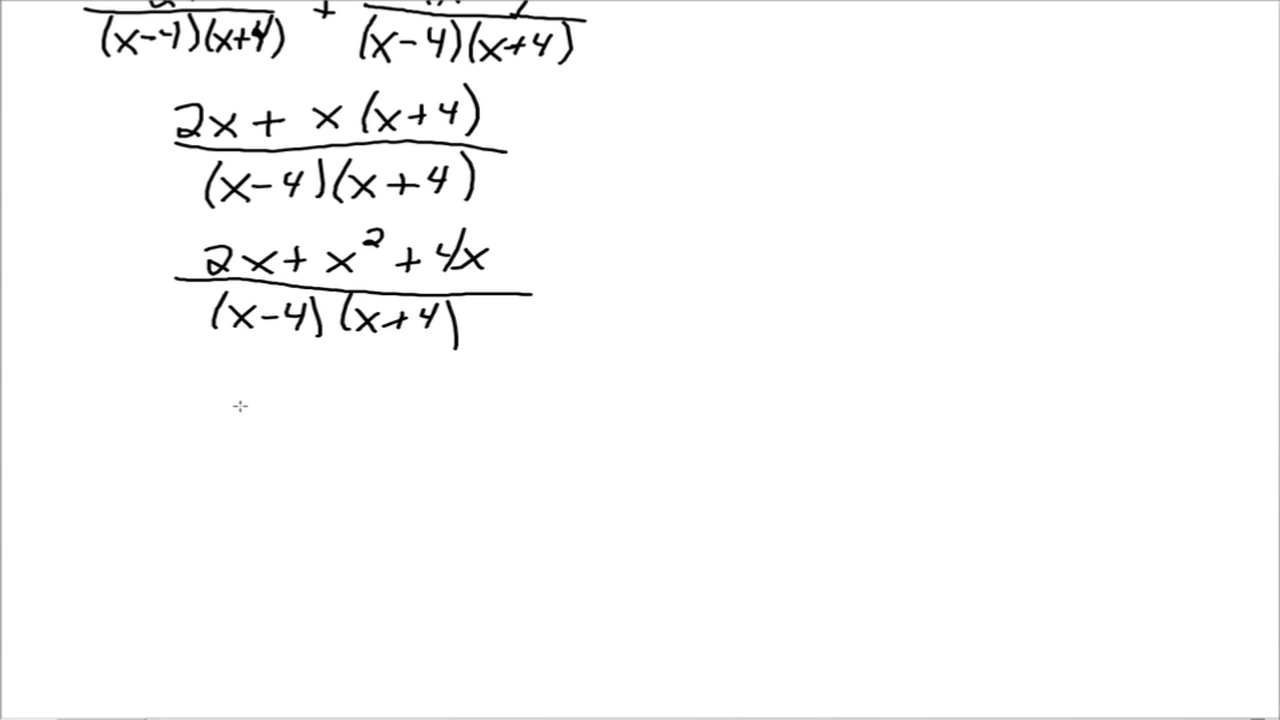 (x-4)(x+4) + (x-4)(x+4)
2x + x (x+4)
(x-4)(x+4)
2x + x² + 4x
(x-4) (x+4)